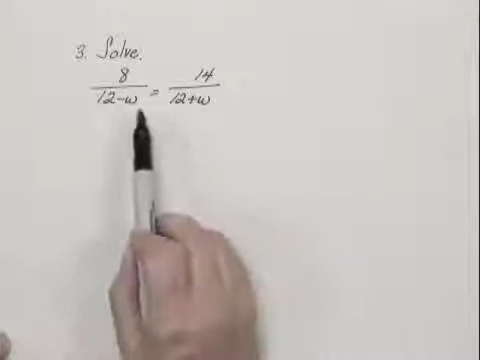 3. Solve.
8 / 12-w = 14 / 12+w